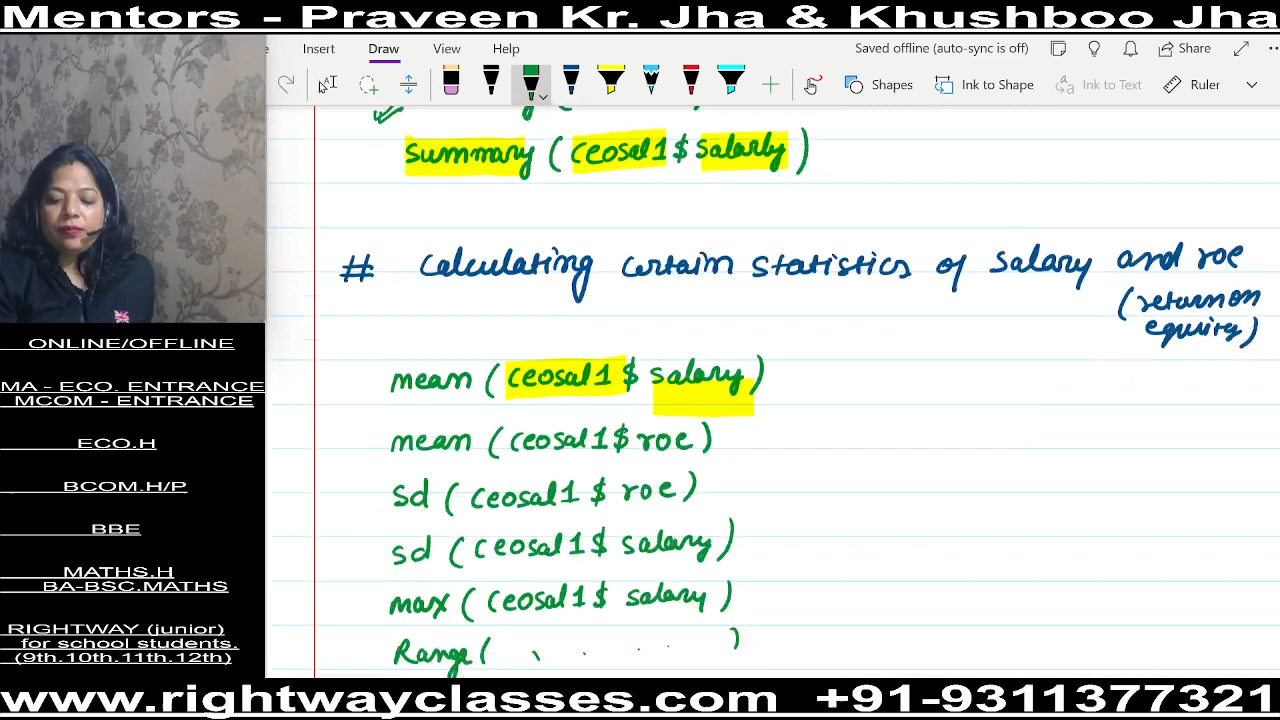 Mentors - Praveen Kr. Jha & Khushboo Jha
Insert Draw View Help Saved offline (auto-sync is off) Share
Shapes Ink to Shape Ink to Text Ruler
summary (ceosal1$salary)
# Calculating certain statistics of salary and roe
(return on
equity)
mean (ceosal1$ salary)
mean (ceosal1$roe)
sd (ceosal1$ roe)
sd (ceosal1$ salary)
max (ceosal1$ salary)
Range( . . . . )
ONLINE/OFFLINE
MA - ECO. ENTRANCE
MCOM - ENTRANCE
ECO.H
BCOM.H/P
BBE
MATHS.H
BA-BSC.MATHS
RIGHTWAY (junior)
for school students.
(9th.10th.11th.12th)
www.rightwayclasses.com +91-9311377321